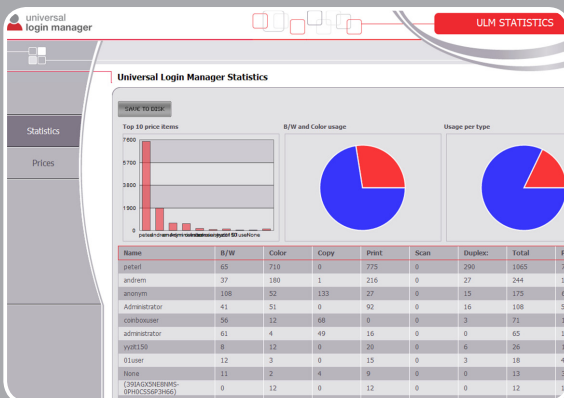 universal
login manager
ULM STATISTICS
Universal Login Manager Statistics
SAVE TO DISK
Statistics
Prices
Top 10 price items
B/W and Color usage
Usage per type
7600
5700
3800
1900
0
Name B/W Color Copy Print Scan Duplex: Total
peterl 65 710 0 775 0 290 1065
andrem 37 180 1 216 0 27 244
anonym 108 52 133 27 0 15 175
Administrator 41 51 0 92 0 16 108
coinboxuser 56 12 68 0 0 3 71
administrator 61 4 49 16 0 0 65
yyzt150 8 12 0 20 0 6 26
01user 12 3 0 15 0 3 18
None 11 2 4 9 0 0 13
(39IAGX5NE8NMS-
0PH0CSS6P3H66) 0 12 0 12 0 0 12